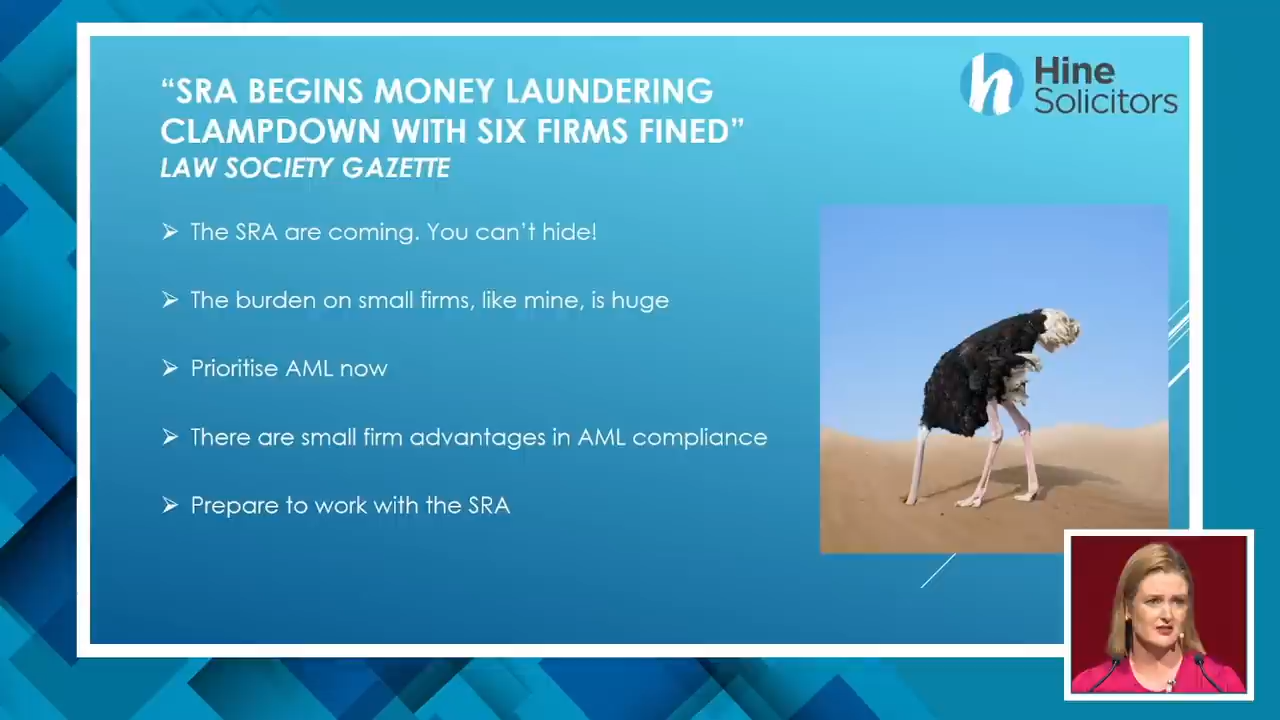 “SRA BEGINS MONEY LAUNDERING
CLAMPDOWN WITH SIX FIRMS FINED”
LAW SOCIETY GAZETTE
Hine
Solicitors
The SRA are coming. You can’t hide!
The burden on small firms, like mine, is huge
Prioritise AML now
There are small firm advantages in AML compliance
Prepare to work with the SRA